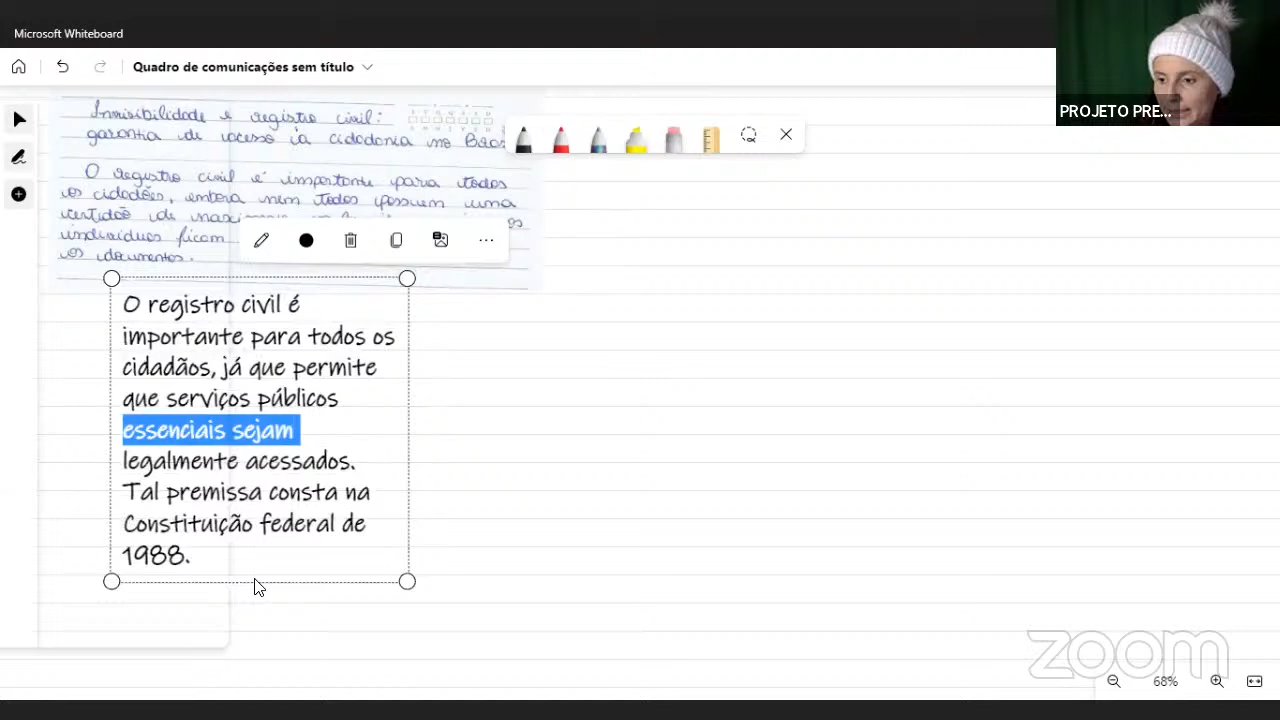 Microsoft Whiteboard
Quadro de comunicações sem título
PROJETO PRE...
Invisibilidade e registro civil:
garantia de acesso à cidadania no Bras
O registro civil é importante para todos
os cidadões, embora nem todos possuem uma
certidão de
indivíduos ficam
os documentos.
O registro civil é
importante para todos os
cidadãos, já que permite
que serviços públicos
essenciais sejam
legalmente acessados.
Tal premissa consta na
Constituição federal de
1988.
zoom
68%